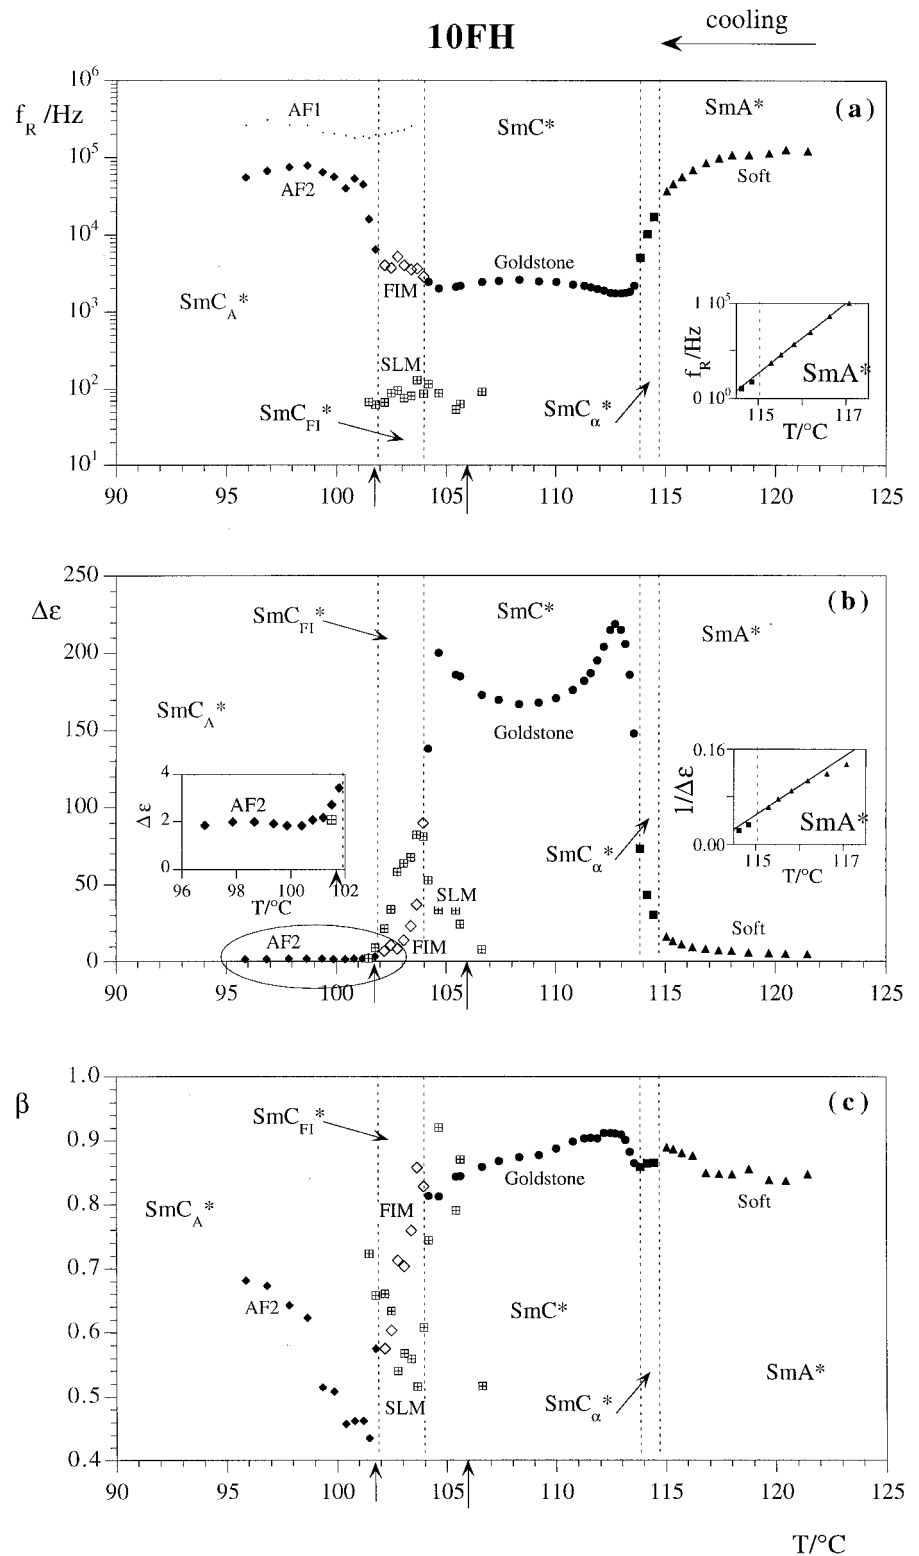 10FH
cooling
f_R /Hz
(a)
10^6
10^5
10^4
10^3
10^2
10^1
AF1
AF2
SmC_A*
SmC*
SmA*
Soft
Goldstone
FIM
SLM
SmC_FI*
SmC_α*
1 10^5
f_R/Hz
0 10^0
SmA*
115 117
T/°C
90 95 100 105 110 115 120 125
Δε
(b)
250
200
150
100
50
0
SmC_FI*
SmC*
SmA*
SmC_A*
Goldstone
4
2
0
Δε
AF2
96 98 100 102
T/°C
0.16
1/Δε
0.00
SmA*
115 117
T/°C
SmC_α*
SLM
Soft
AF2
FIM
90 95 100 105 110 115 120 125
β
(c)
1.0
0.9
0.8
0.7
0.6
0.5
0.4
SmC_FI*
Goldstone
Soft
SmC_A*
FIM
AF2
SmC*
SmA*
SLM
SmC_α*
90 95 100 105 110 115 120 125
T/°C